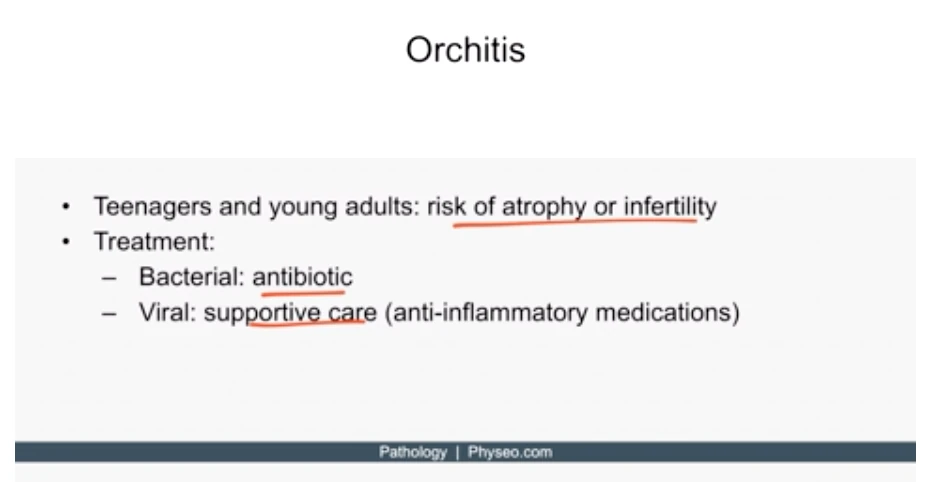 Orchitis
• Teenagers and young adults: risk of atrophy or infertility
• Treatment:
– Bacterial: antibiotic
– Viral: supportive care (anti-inflammatory medications)
Pathology | Physeo.com